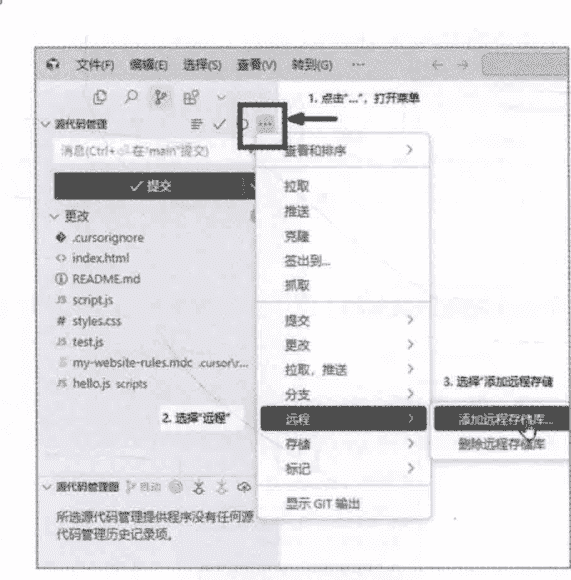 文件(F) 编辑(E) 选择(S) 查看(V) 转到(G) ···
1. 点击“...”，打开菜单
源代码管理
消息(Ctrl+ 在"main"提交)
提交
更改
.cursorignore
index.html
README.md
JS script.js
# styles.css
JS test.js
my-website-rules.mdc .cursor\r...
JS hello.js scripts
2. 选择“远程”
查看和排序
拉取
推送
克隆
签出到...
抓取
提交
更改
拉取，推送
分支
远程
存储
标记
显示 GIT 输出
3. 选择“添加远程存储
添加远程存储库...
删除远程存储库
源代码管理图 自动
所选源代码管理提供程序没有任何源
代码管理历史记录项。